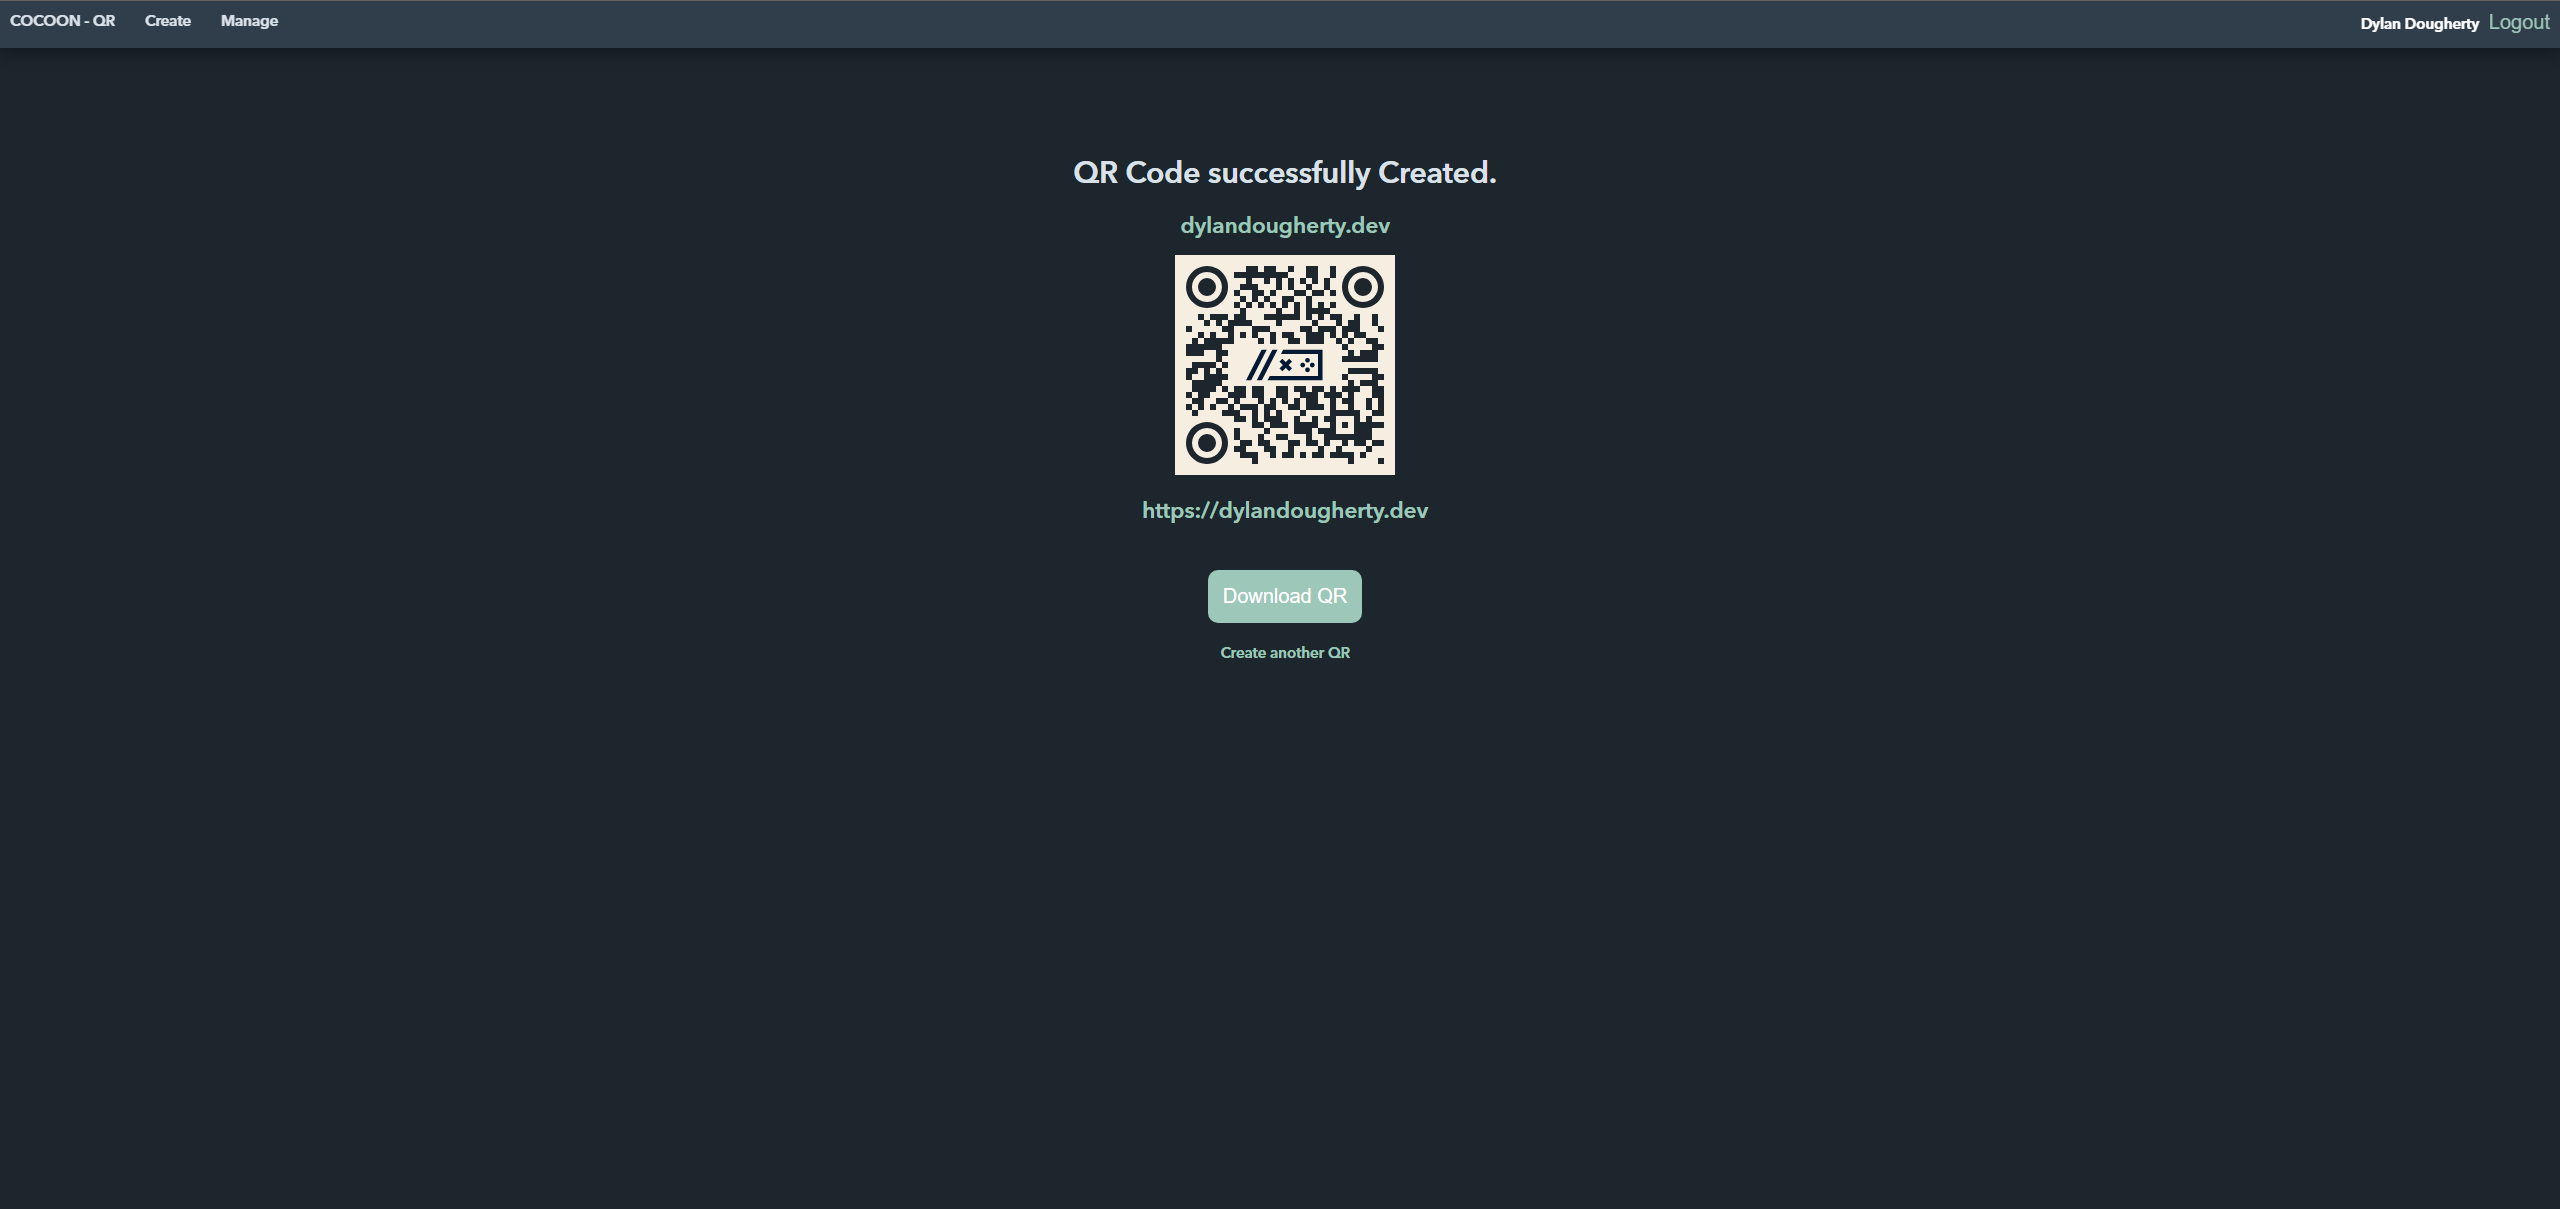 COCOON - QR Create Manage Dylan Dougherty Logout
QR Code successfully Created.
dylandougherty.dev
https://dylandougherty.dev
Download QR
Create another QR